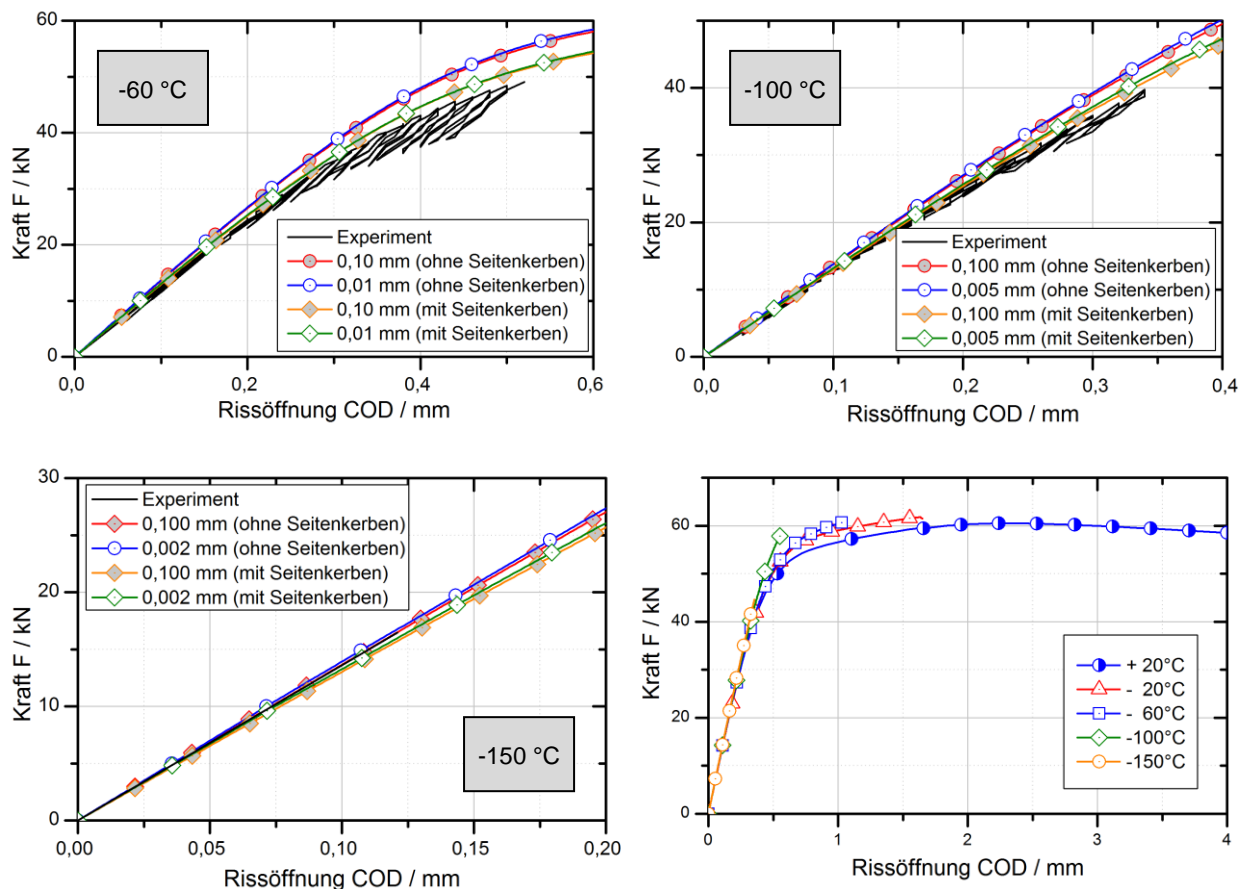 60
40
20
0
Kraft F / kN
-60 °C
Experiment
0,10 mm (ohne Seitenkerben)
0,01 mm (ohne Seitenkerben)
0,10 mm (mit Seitenkerben)
0,01 mm (mit Seitenkerben)
0,0
0,2
0,4
0,6
Rissöffnung COD / mm
40
20
0
Kraft F / kN
-100 °C
Experiment
0,100 mm (ohne Seitenkerben)
0,005 mm (ohne Seitenkerben)
0,100 mm (mit Seitenkerben)
0,005 mm (mit Seitenkerben)
0,0
0,1
0,2
0,3
0,4
Rissöffnung COD / mm
30
20
10
0
Kraft F / kN
Experiment
0,100 mm (ohne Seitenkerben)
0,002 mm (ohne Seitenkerben)
0,100 mm (mit Seitenkerben)
0,002 mm (mit Seitenkerben)
-150 °C
0,00
0,05
0,10
0,15
0,20
Rissöffnung COD / mm
60
40
20
0
Kraft F / kN
+ 20°C
- 20°C
- 60°C
-100°C
-150°C
0
1
2
3
4
Rissöffnung COD / mm